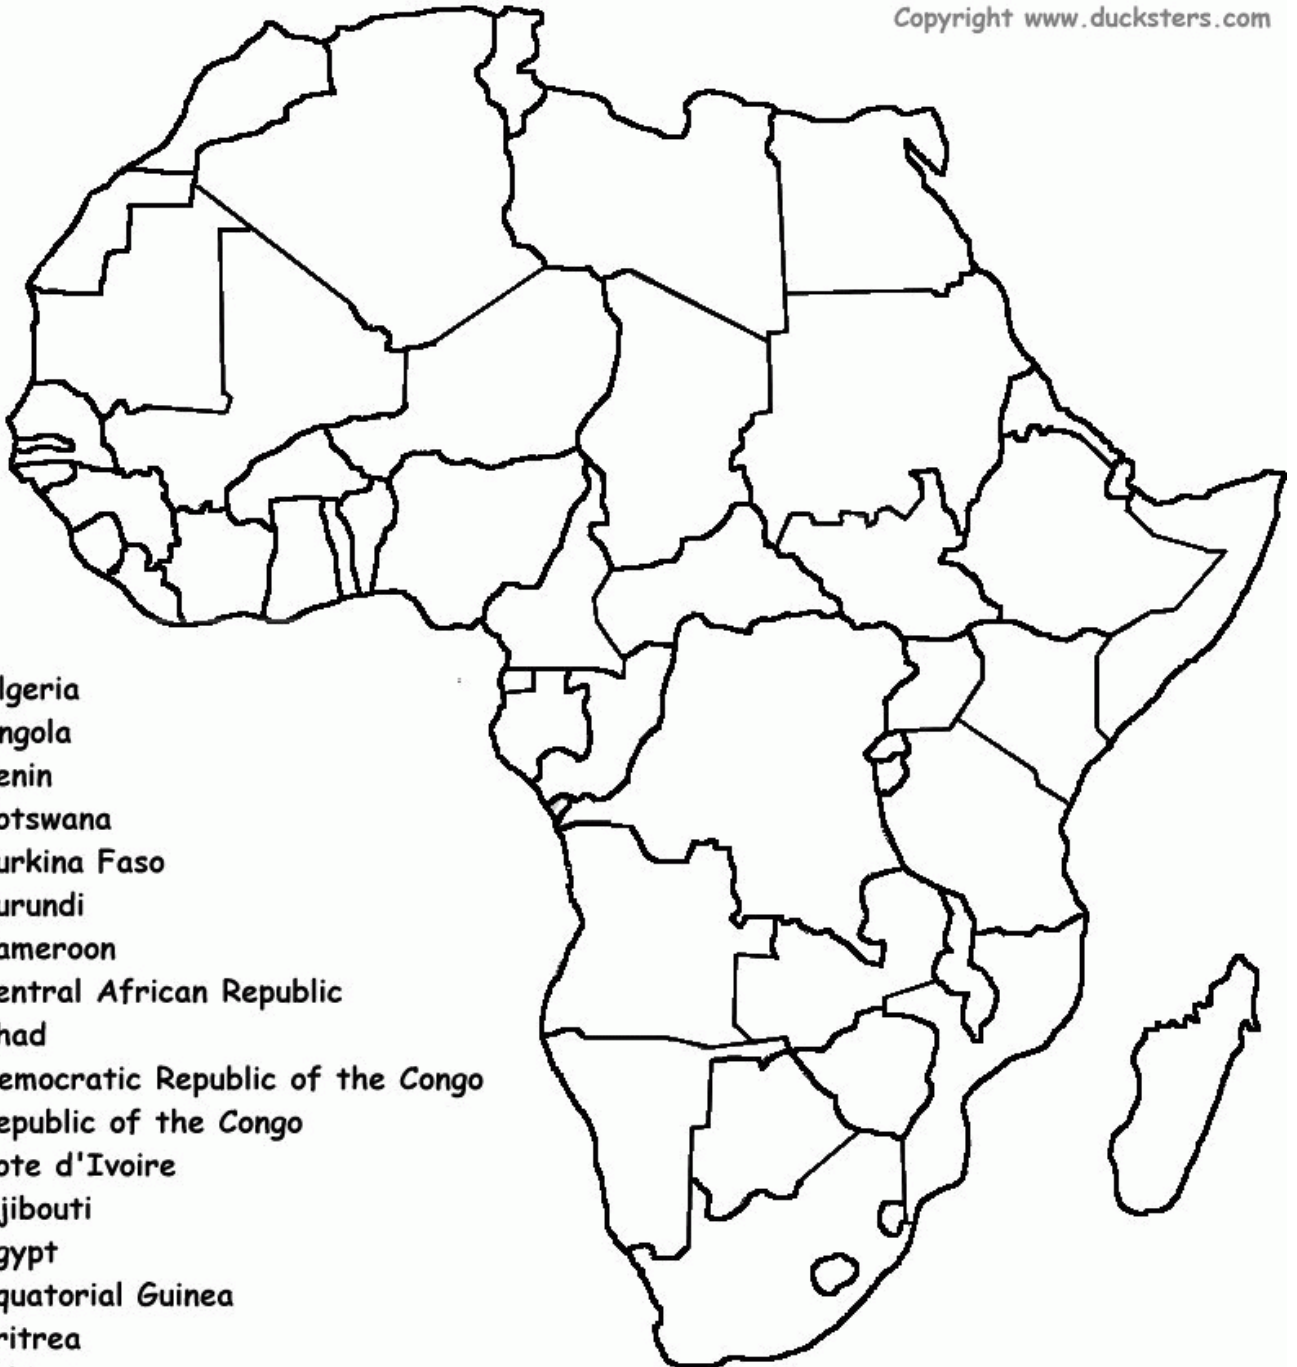 Copyright www.ducksters.com
lgeria
ngola
enin
otswana
urkina Faso
urundi
ameroon
entral African Republic
had
emocratic Republic of the Congo
epublic of the Congo
ote d'Ivoire
jibouti
gypt
quatorial Guinea
ritrea